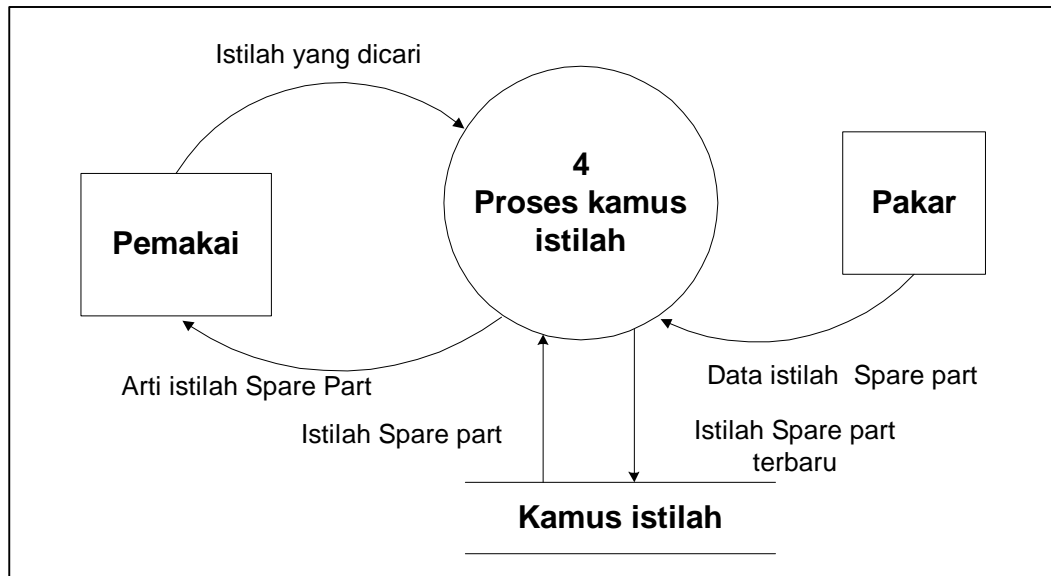 Istilah yang dicari
4
Proses kamus
istilah
Pakar
Pemakai
Arti istilah Spare Part
Data istilah Spare part
Istilah Spare part
Istilah Spare part
terbaru
Kamus istilah